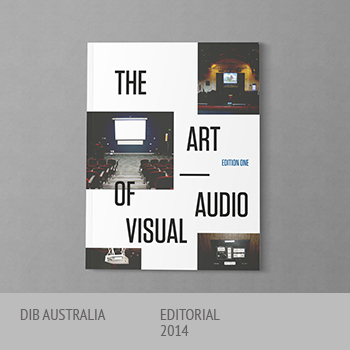 THE
ART
EDITION ONE
OF
AUDIO
VISUAL
DIB AUSTRALIA
EDITORIAL
2014